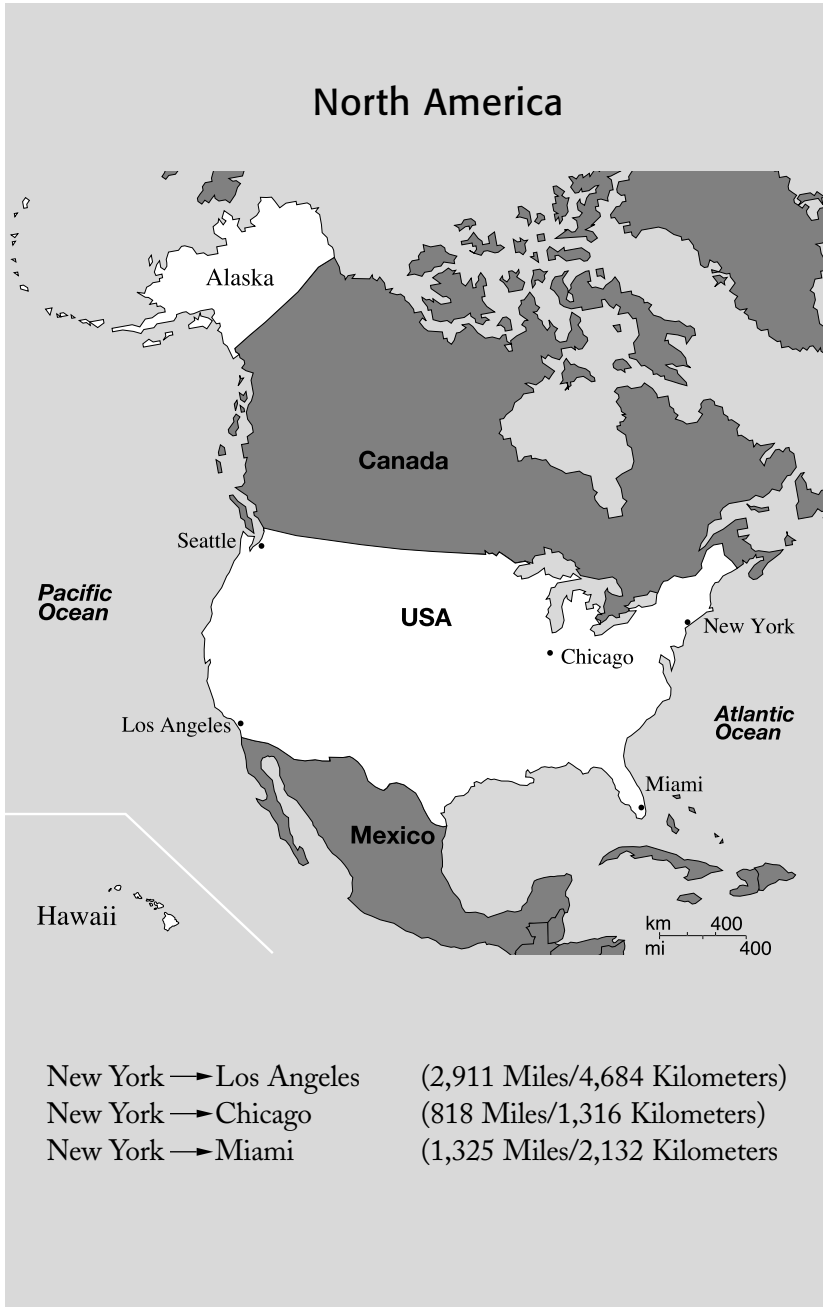 North America
Alaska
Canada
Seattle
Pacific
Ocean
USA
New York
Chicago
Los Angeles
Atlantic
Ocean
Miami
Mexico
Hawaii
km 400
mi 400
New York → Los Angeles (2,911 Miles/4,684 Kilometers)
New York → Chicago (818 Miles/1,316 Kilometers)
New York → Miami (1,325 Miles/2,132 Kilometers